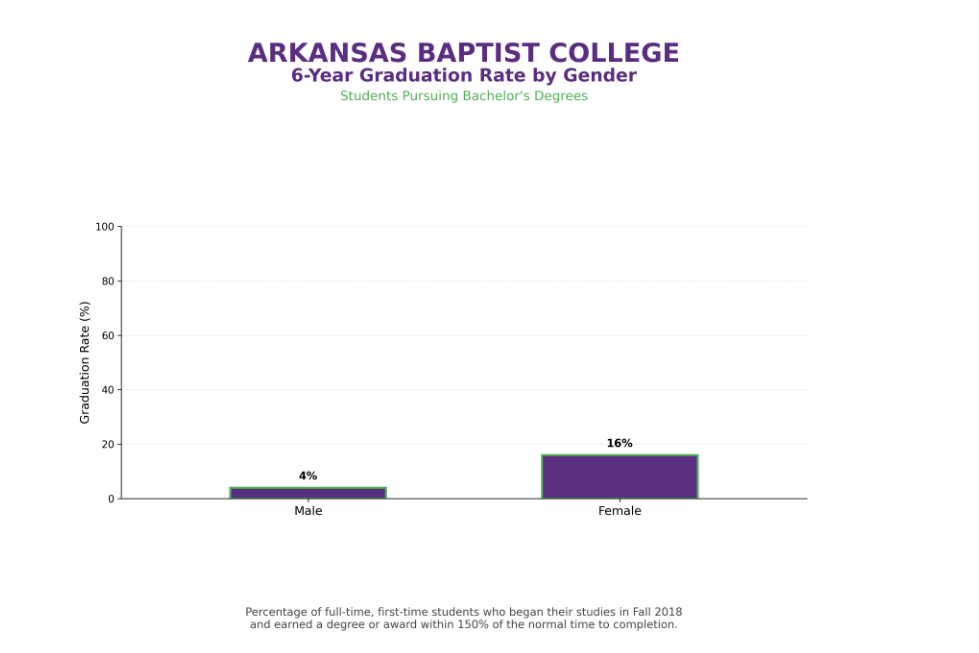 ARKANSAS BAPTIST COLLEGE
6-Year Graduation Rate by Gender
Students Pursuing Bachelor's Degrees
100
80
60
40
20
0
Graduation Rate (%)
4%
16%
Male
Female
Percentage of full-time, first-time students who began their studies in Fall 2018
and earned a degree or award within 150% of the normal time to completion.